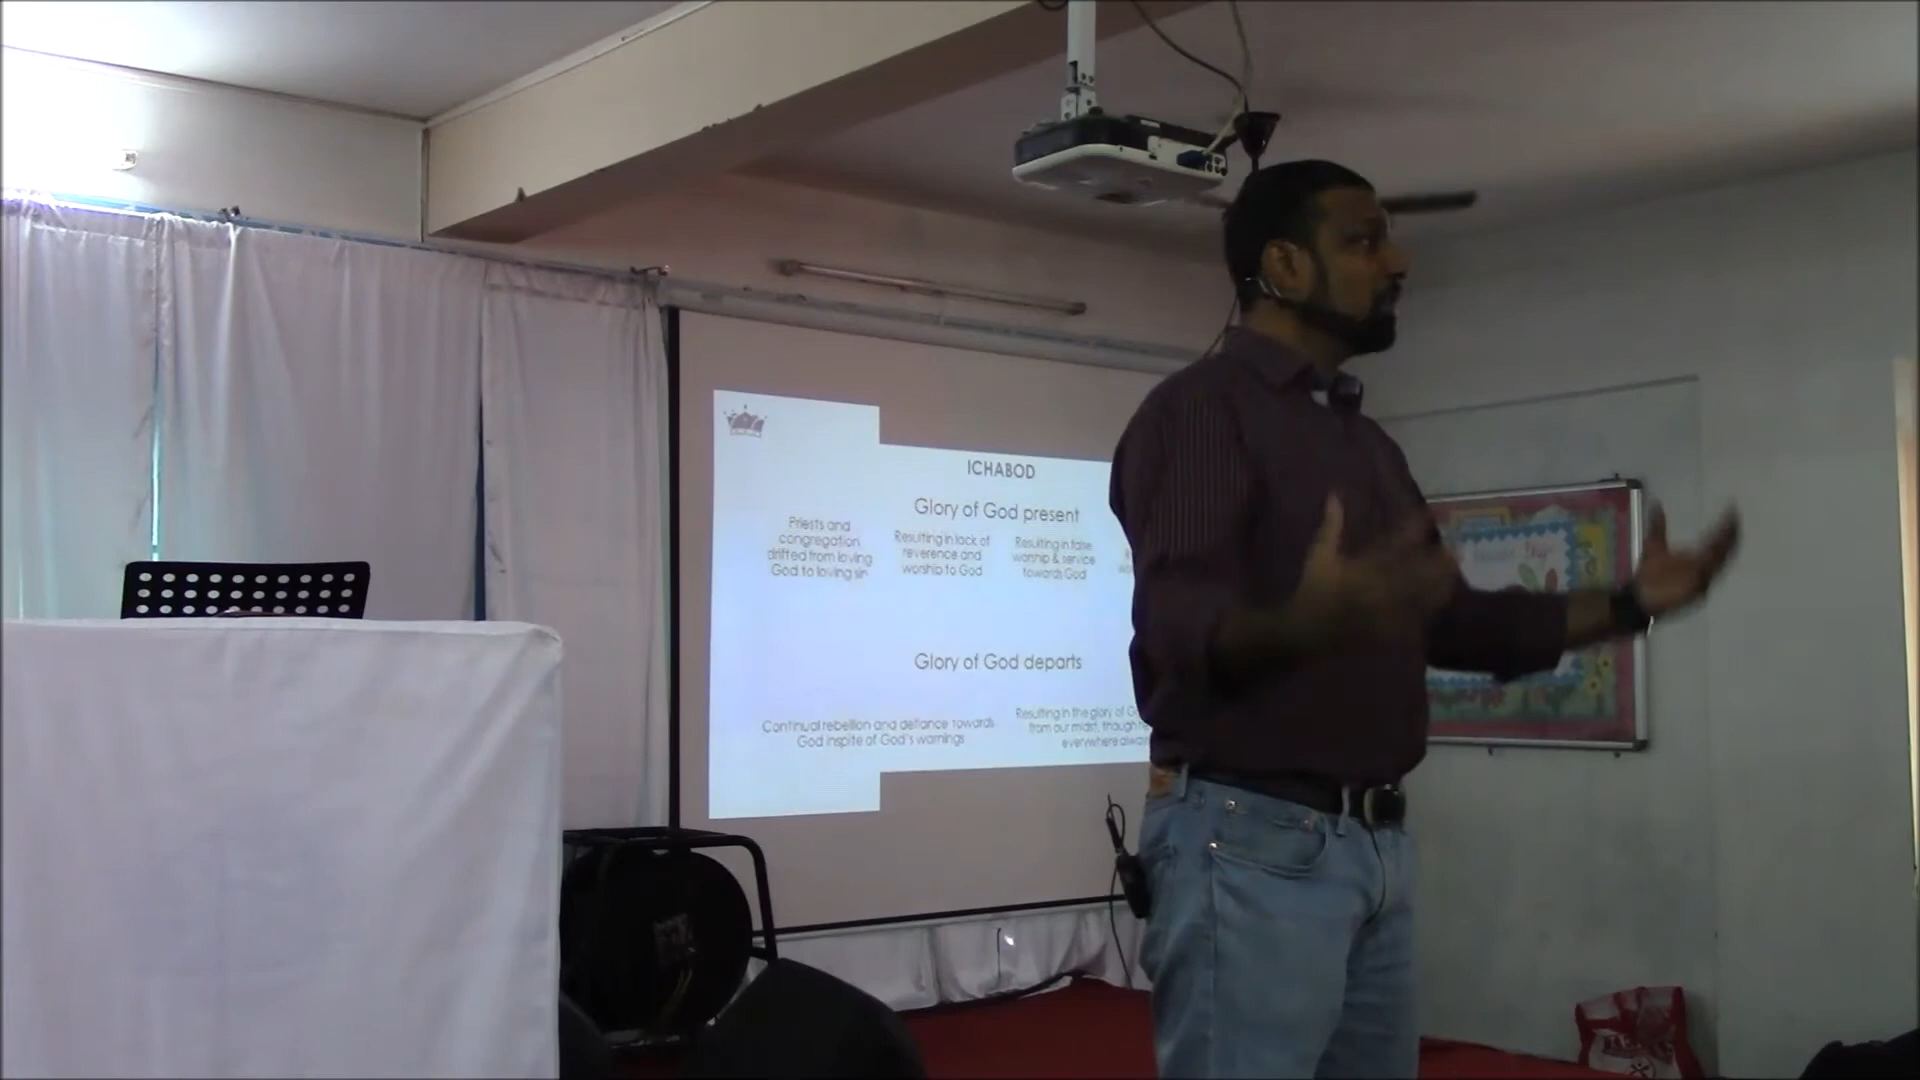 ICHABOD
Glory of God present
Priests and
congregation
drifted from loving
God to loving sin
Resulting in lack of
reverence and
worship to God
Resulting in false
worship & service
towards God
Glory of God departs
Continual rebellion and defiance towards
God inspite of God's warnings
Resulting in the glory of
from our midst, though
everywhere